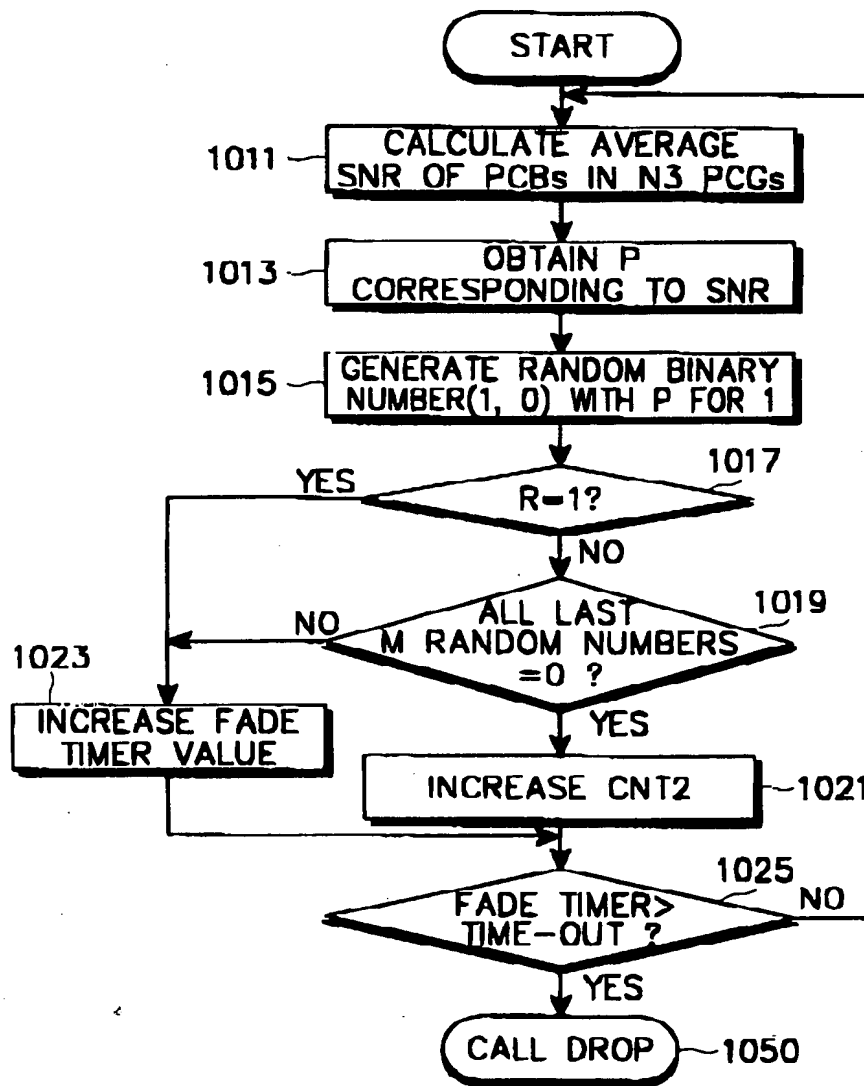 START
1011
CALCULATE AVERAGE
SNR OF PCBs IN N3 PCGs
1013
OBTAIN P
CORRESPONDING TO SNR
1015
GENERATE RANDOM BINARY
NUMBER(1, 0) WITH P FOR 1
1017
YES
R=1?
NO
1019
ALL LAST
M RANDOM NUMBERS
=0 ?
NO
YES
1023
INCREASE FADE
TIMER VALUE
INCREASE CNT2
1021
1025
FADE TIMER>
TIME-OUT ?
NO
YES
CALL DROP
1050